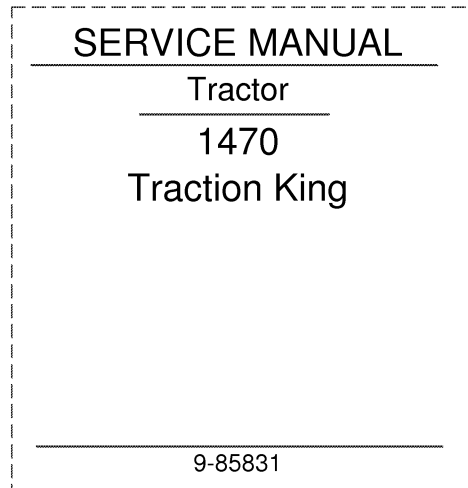 SERVICE MANUAL
Tractor
1470
Traction King
9-85831